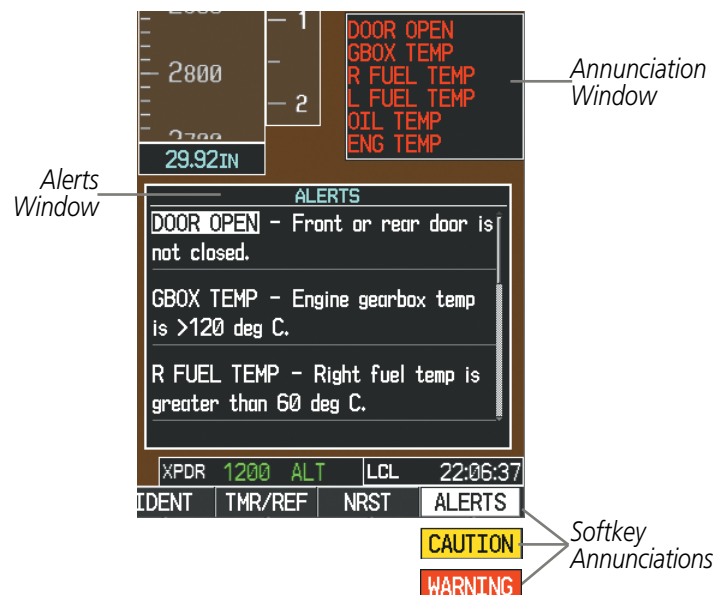 1
2800
2
29.92IN
DOOR OPEN
GBOX TEMP
R FUEL TEMP
L FUEL TEMP
OIL TEMP
ENG TEMP
Annunciation
Window
Alerts
Window
ALERTS
DOOR OPEN – Front or rear door is
not closed.
GBOX TEMP – Engine gearbox temp
is >120 deg C.
R FUEL TEMP – Right fuel temp is
greater than 60 deg C.
XPDR 1200 ALT LCL 22:06:37
IDENT TMR/REF NRST ALERTS
CAUTION
WARNING
Softkey
Annunciations